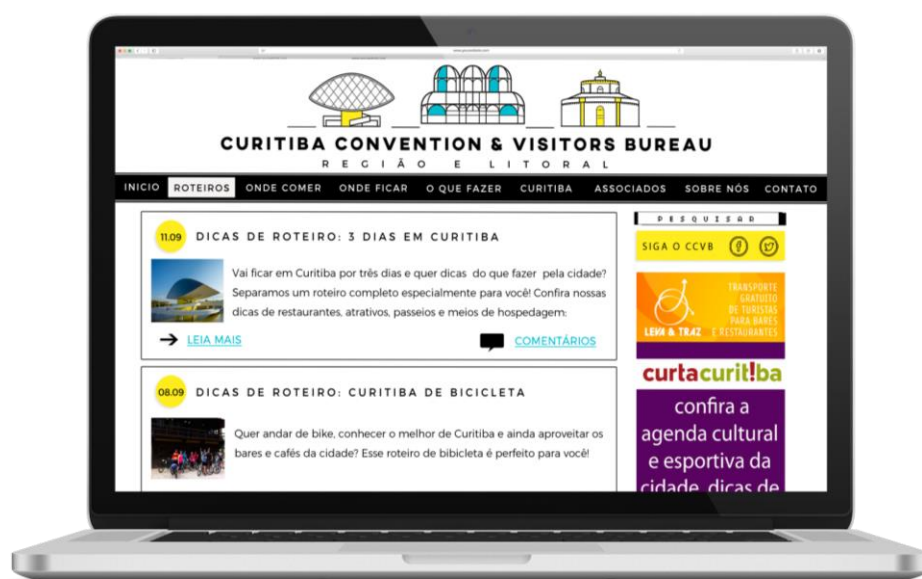 CURITIBA CONVENTION & VISITORS BUREAU
REGIÃO E LITORAL
INICIO ROTEIROS ONDE COMER ONDE FICAR O QUE FAZER CURITIBA ASSOCIADOS SOBRE NÓS CONTATO
11.09 DICAS DE ROTEIRO: 3 DIAS EM CURITIBA
Vai ficar em Curitiba por três dias e quer dicas do que fazer pela cidade?
Separamos um roteiro completo especialmente para você! Confira nossas
dicas de restaurantes, atrativos, passeios e meios de hospedagem:
LEIA MAIS COMENTÁRIOS
08.09 DICAS DE ROTEIRO: CURITIBA DE BICICLETA
Quer andar de bike, conhecer o melhor de Curitiba e ainda aproveitar os
bares e cafés da cidade? Esse roteiro de bibicleta é perfeito para você!
PESQUISAR
SIGA O CCVB
TRANSPORTE
GRATUITO
DE TURISTAS
PARA BARES
LEVA & TRAZ E RESTAURANTES
curtacurit!ba
confira a
agenda cultural
e esportiva da
cidade, dicas de